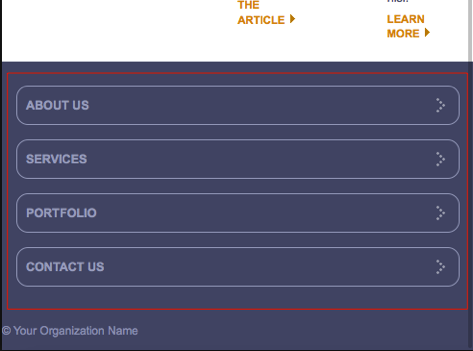 THE
ARTICLE
LEARN
MORE
ABOUT US
SERVICES
PORTFOLIO
CONTACT US
© Your Organization Name